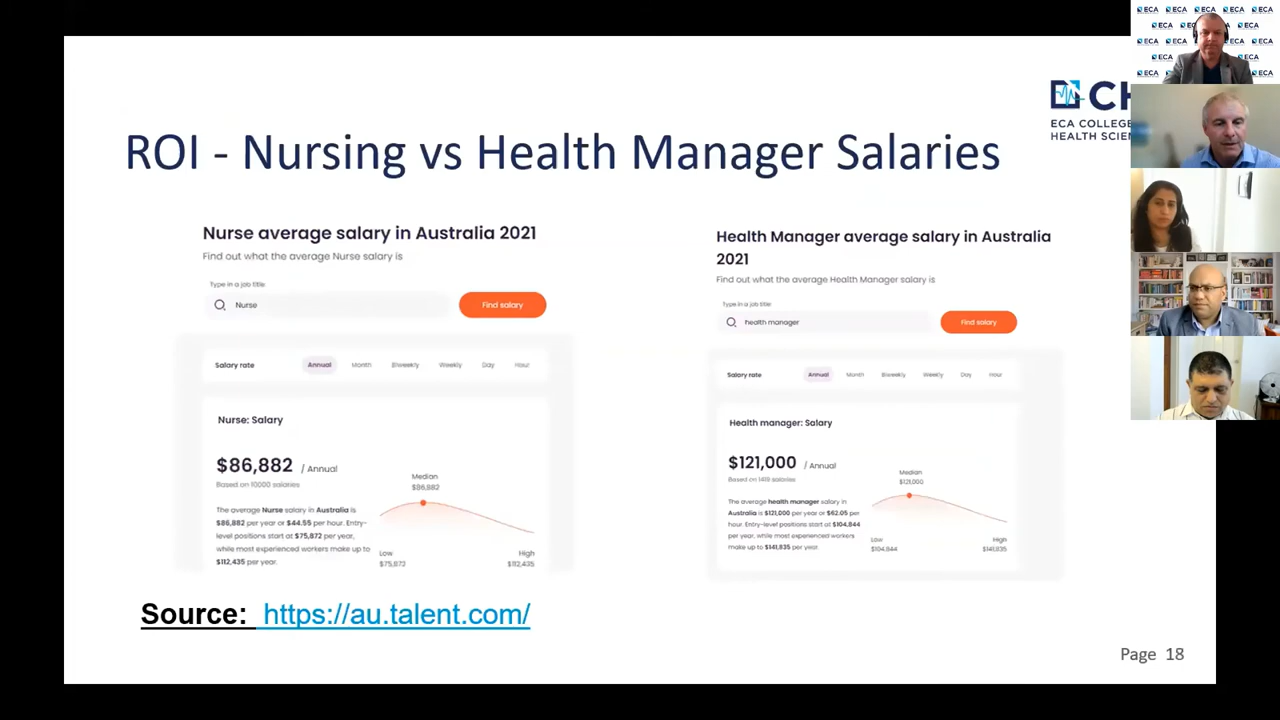 ROI - Nursing vs Health Manager Salaries
ECA COLLEGE
HEALTH SCIEN
Nurse average salary in Australia 2021
Find out what the average Nurse salary is
Type in a job title:
Nurse
Find salary
Salary rate
Annual
Month
Biweekly
Weekly
Day
Hour
Nurse: Salary
$86,882 / Annual
Based on 10000 salaries
The average Nurse salary in Australia is
$86,882 per year or $44.55 per hour. Entry-
level positions start at $75,872 per year,
while most experienced workers make up to
$112,435 per year.
Median
$86,882
Low
$75,872
High
$112,435
Health Manager average salary in Australia
2021
Find out what the average Health Manager salary is
Type in a job title:
health manager
Find salary
Salary rate
Annual
Month
Biweekly
Weekly
Day
Hour
Health manager: Salary
$121,000 / Annual
Based on 1419 salaries
The average health manager salary in
Australia is $121,000 per year or $62.05 per
hour. Entry-level positions start at $104,844
per year, while most experienced workers
make up to $141,835 per year.
Median
$121,000
Low
$104,844
High
$141,835
Source: https://au.talent.com/
Page 18